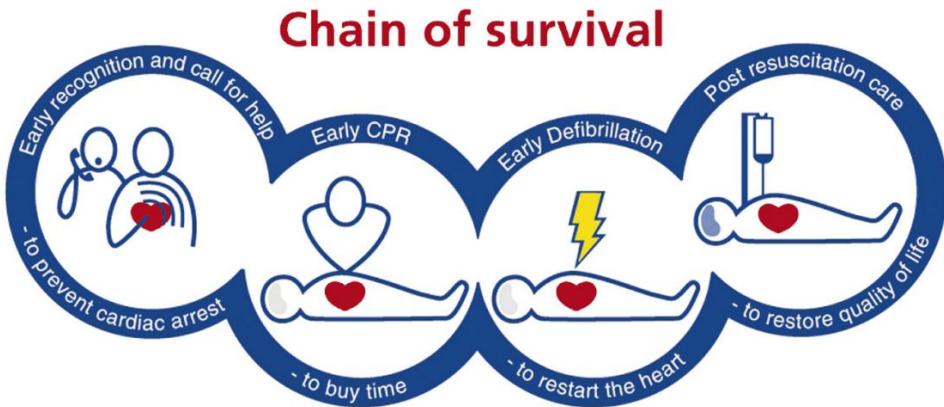 Chain of survival
Early recognition and call for help
- to prevent cardiac arrest
Early CPR
- to buy time
Early Defibrillation
- to restart the heart
Post resuscitation care
- to restore quality of life